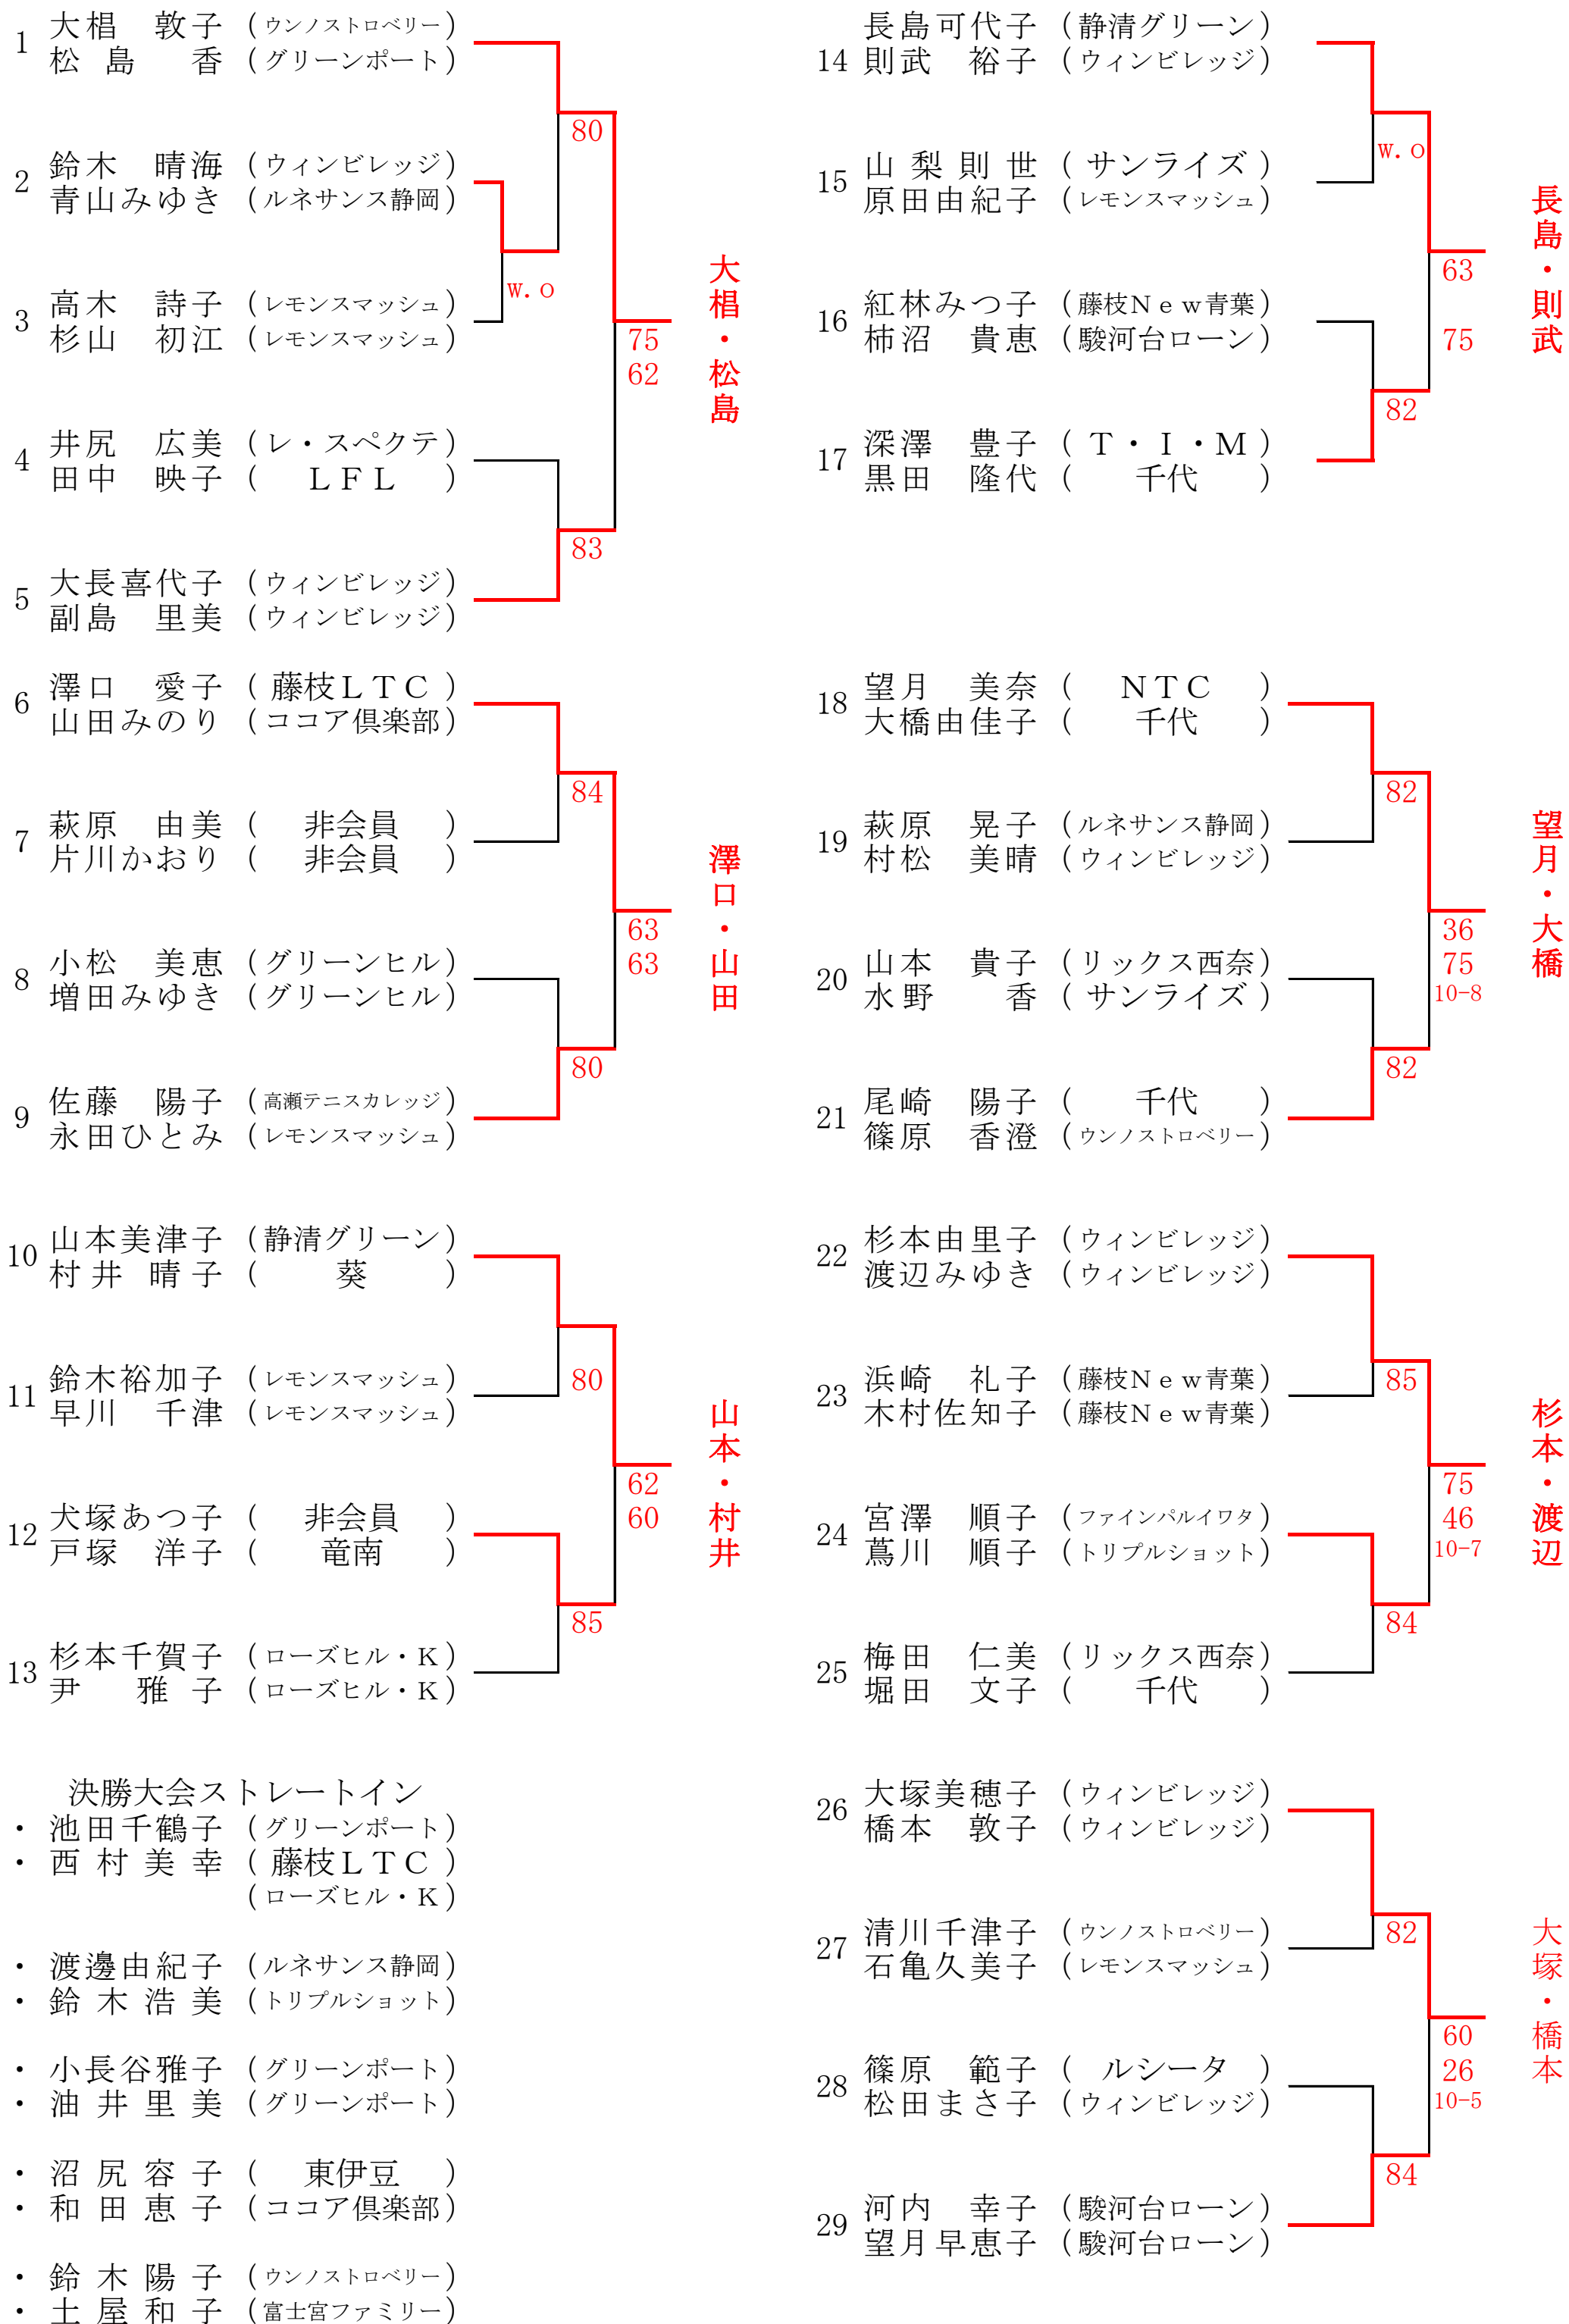 1 大椙 敦子 (ウンノストロベリー)
松島 香 (グリーンポート)
80
2 鈴木 晴海 (ウィンビレッジ)
青山みゆき (ルネサンス静岡)
W.O
3 高木 詩子 (レモンスマッシュ)
杉山 初江 (レモンスマッシュ)
75
62
大椙・松島
4 井尻 広美 (レ・スペクテ)
田中 映子 (LFL)
83
5 大長喜代子 (ウィンビレッジ)
副島 里美 (ウィンビレッジ)
6 澤口 愛子 (藤枝LTC)
山田みのり (ココア倶楽部)
84
7 萩原 由美 (非会員)
片川かおり (非会員)
63
63
澤口・山田
8 小松 美恵 (グリーンヒル)
増田みゆき (グリーンヒル)
80
9 佐藤 陽子 (高瀬テニスカレッジ)
永田ひとみ (レモンスマッシュ)
10 山本美津子 (静清グリーン)
村井 晴子 (葵)
80
11 鈴木裕加子 (レモンスマッシュ)
早川 千津 (レモンスマッシュ)
62
60
山本・村井
12 犬塚あつ子 (非会員)
戸塚 洋子 (竜南)
85
13 杉本千賀子 (ローズヒル・K)
尹 雅子 (ローズヒル・K)
決勝大会ストレートイン
・ 池田千鶴子 (グリーンポート)
・ 西村美幸 (藤枝LTC)
(ローズヒル・K)
・ 渡邊由紀子 (ルネサンス静岡)
・ 鈴木浩美 (トリプルショット)
・ 小長谷雅子 (グリーンポート)
・ 油井里美 (グリーンポート)
・ 沼尻容子 (東伊豆)
・ 和田恵子 (ココア倶楽部)
・ 鈴木陽子 (ウンノストロベリー)
・ 土屋和子 (富士宮ファミリー)
長島可代子 (静清グリーン)
14 則武 裕子 (ウィンビレッジ)
W.O
15 山梨則世 (サンライズ)
原田由紀子 (レモンスマッシュ)
63
75
長島・則武
16 紅林みつ子 (藤枝New青葉)
柿沼 貴恵 (駿河台ローン)
82
17 深澤 豊子 (T・I・M)
黒田 隆代 (千代)
18 望月 美奈 (NTC)
大橋由佳子 (千代)
82
19 萩原 晃子 (ルネサンス静岡)
村松 美晴 (ウィンビレッジ)
36
75
10-8
望月・大橋
20 山本 貴子 (リックス西奈)
水野 香 (サンライズ)
82
21 尾崎 陽子 (千代)
篠原 香澄 (ウンノストロベリー)
22 杉本由里子 (ウィンビレッジ)
渡辺みゆき (ウィンビレッジ)
85
23 浜崎 礼子 (藤枝New青葉)
木村佐知子 (藤枝New青葉)
75
46
10-7
杉本・渡辺
24 宮澤 順子 (ファインパルイワタ)
蔦川 順子 (トリプルショット)
84
25 梅田 仁美 (リックス西奈)
堀田 文子 (千代)
26 大塚美穂子 (ウィンビレッジ)
橋本 敦子 (ウィンビレッジ)
82
27 清川千津子 (ウンノストロベリー)
石亀久美子 (レモンスマッシュ)
60
26
10-5
大塚・橋本
28 篠原 範子 (ルシータ)
松田まさ子 (ウィンビレッジ)
84
29 河内 幸子 (駿河台ローン)
望月早恵子 (駿河台ローン)